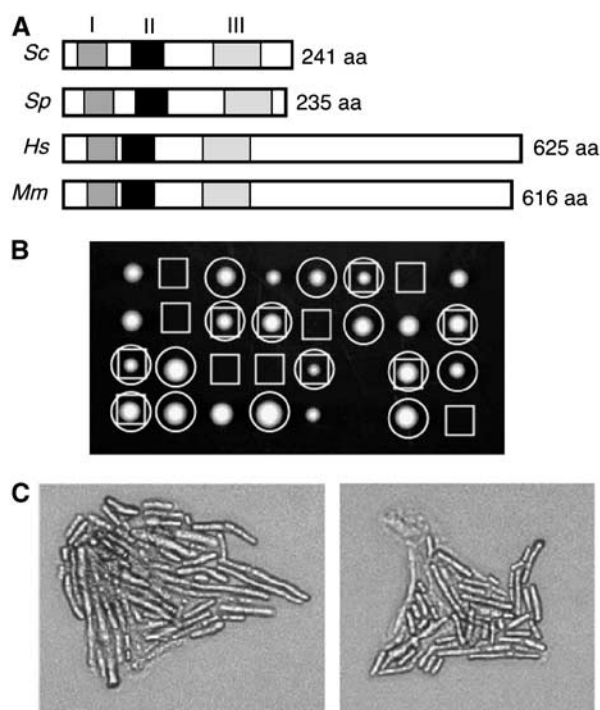 A
I II III
Sc 241 aa
Sp 235 aa
Hs 625 aa
Mm 616 aa
B
C